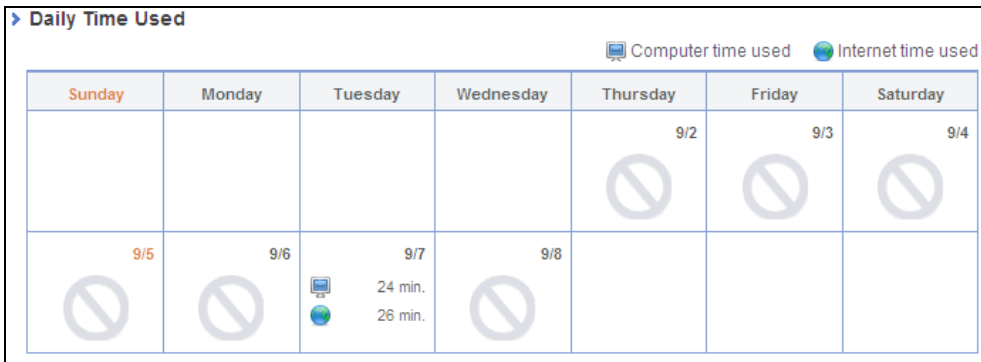 Daily Time Used
Computer time used Internet time used
Sunday Monday Tuesday Wednesday Thursday Friday Saturday
9/2 9/3 9/4
9/5 9/6 9/7 9/8
24 min.
26 min.